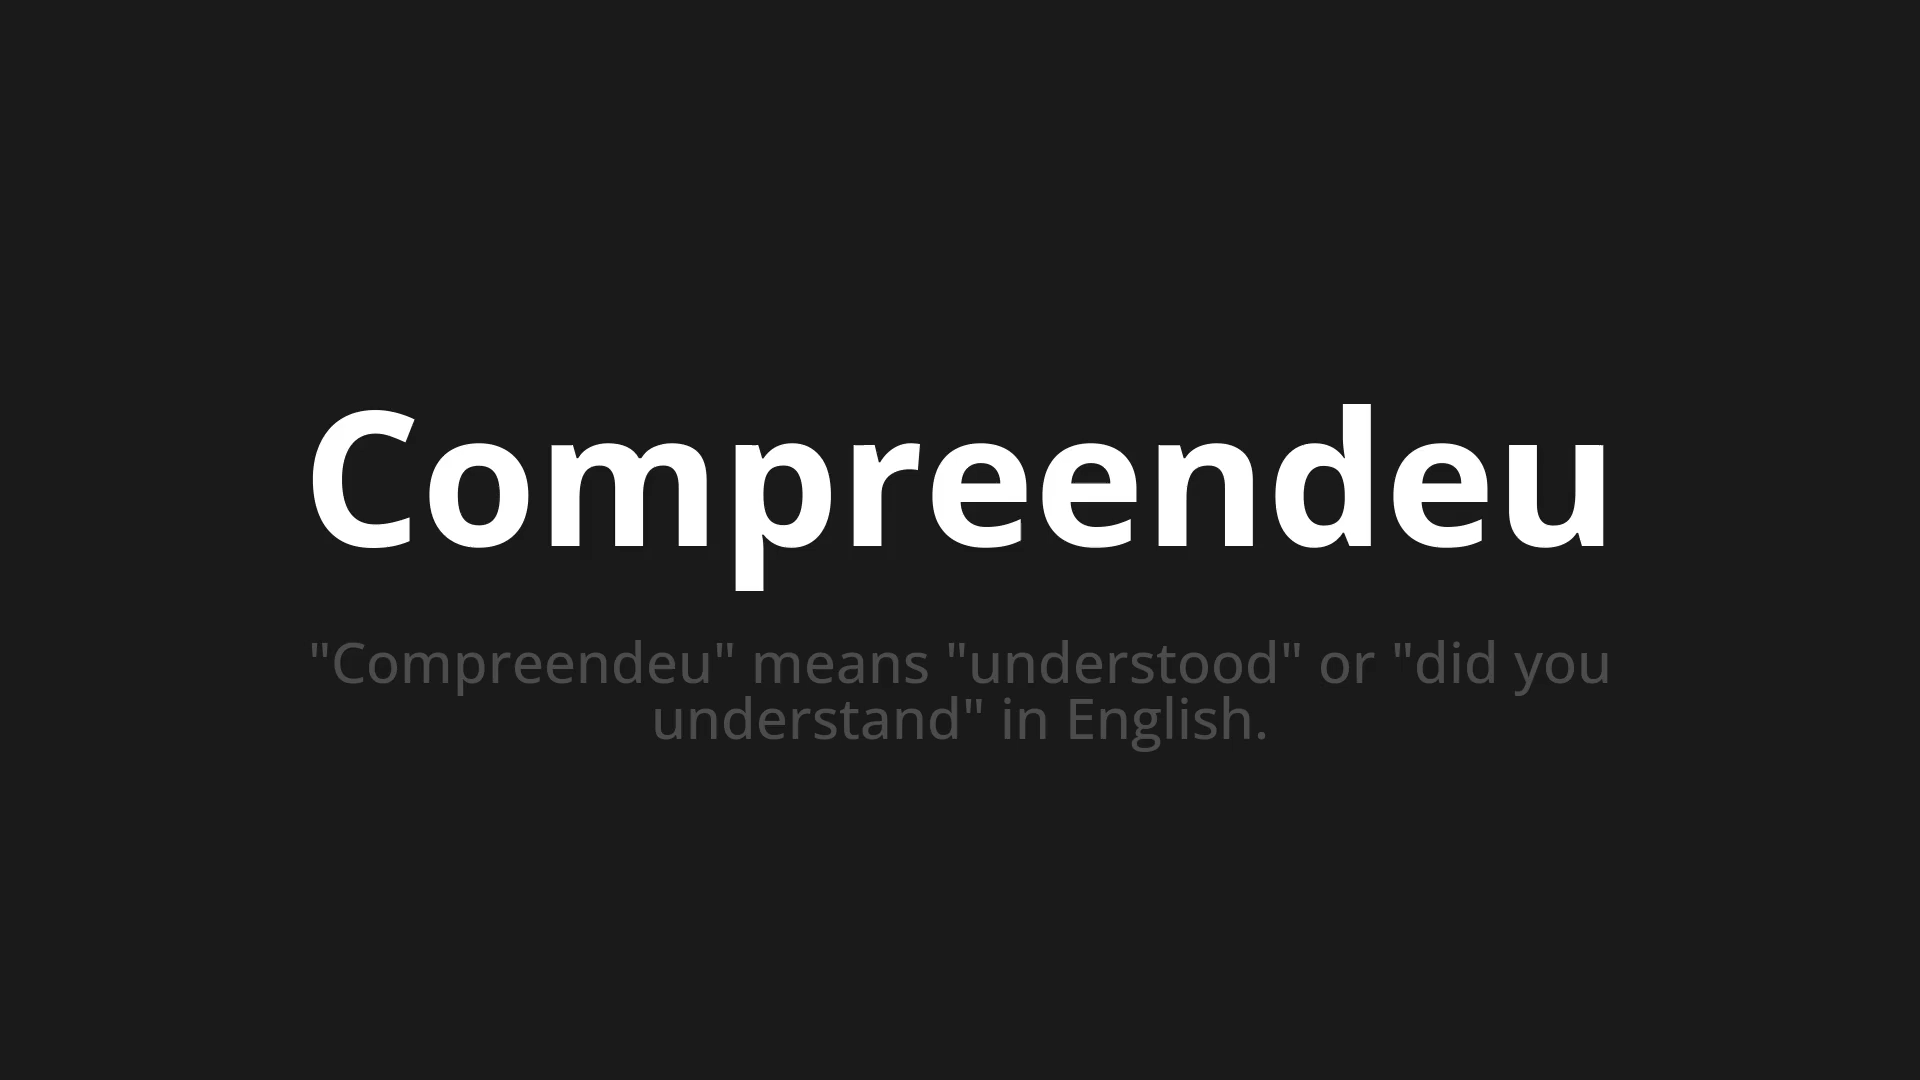 Compreendeu
"Compreendeu" means "understood" or "did you
understand" in English.